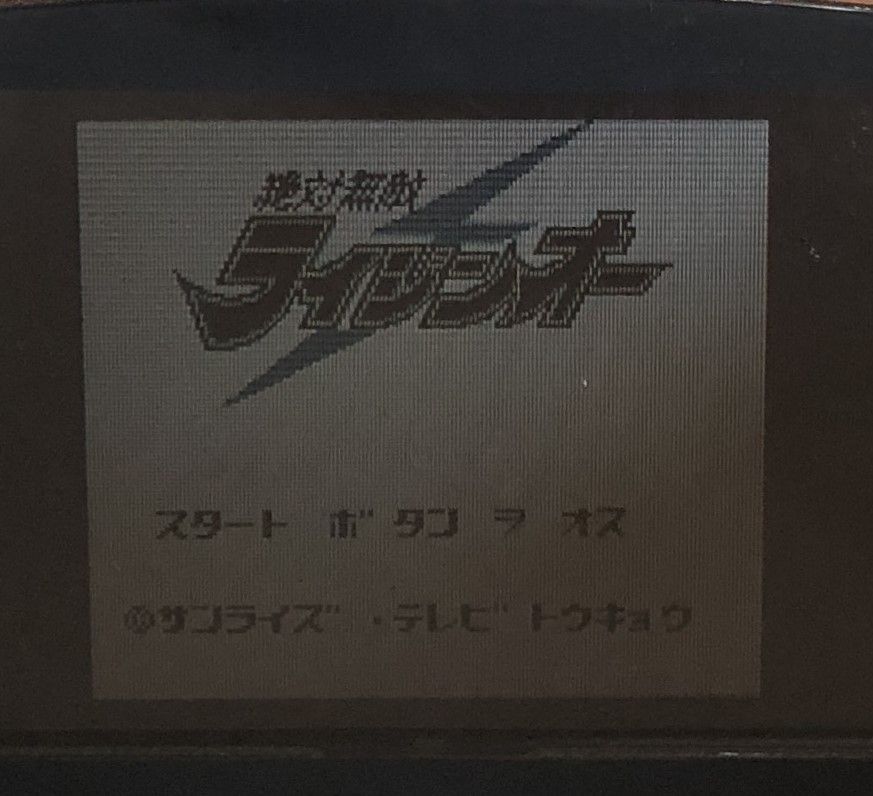 絶対無敵
ライジンオー
スタート ボタン ヲ オス
©サンライズ・テレビトウキョウ